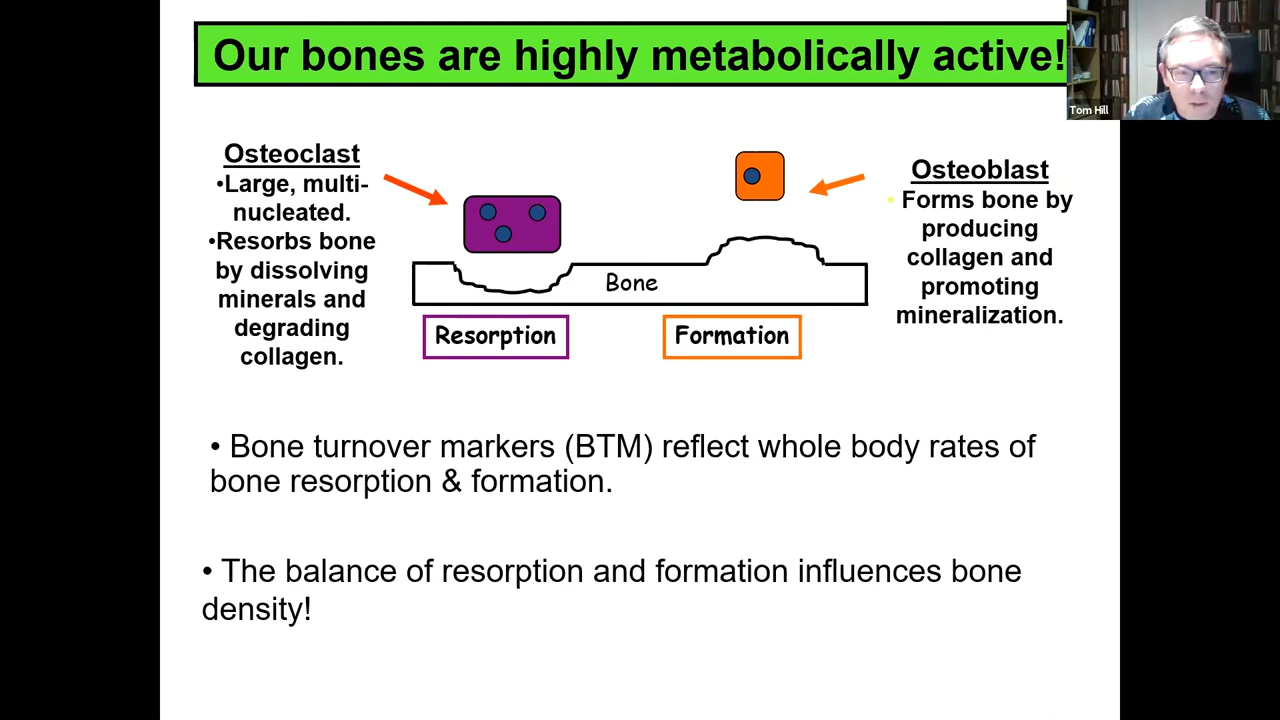 Our bones are highly metabolically active!
Tom Hill
Osteoclast
•Large, multi-
nucleated.
•Resorbs bone
by dissolving
minerals and
degrading
collagen.
Osteoblast
• Forms bone by
producing
collagen and
promoting
mineralization.
Bone
Resorption
Formation
• Bone turnover markers (BTM) reflect whole body rates of
bone resorption & formation.
• The balance of resorption and formation influences bone
density!